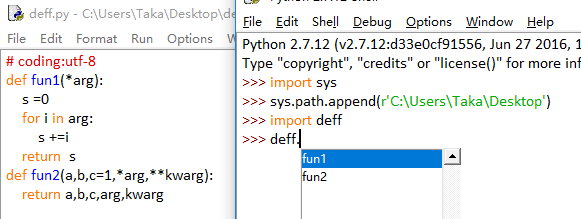 deff.py - C:\Users\Taka\Desktop\def
File Edit Format Run Options W
# coding:utf-8
def fun1(*arg):
    s =0
    for i in arg:
        s +=i
    return  s
def fun2(a,b,c=1,*arg,**kwarg):
    return a,b,c,arg,kwarg
File Edit Shell Debug Options Window
Python 2.7.12 (v2.7.12:d33e0cf91556, Jun 27 2016, 1
Type "copyright", "credits" or "license()" for more inf
>>> import sys
>>> sys.path.append(r'C:\Users\Taka\Desktop')
>>> import deff
>>> deff.
fun1
fun2